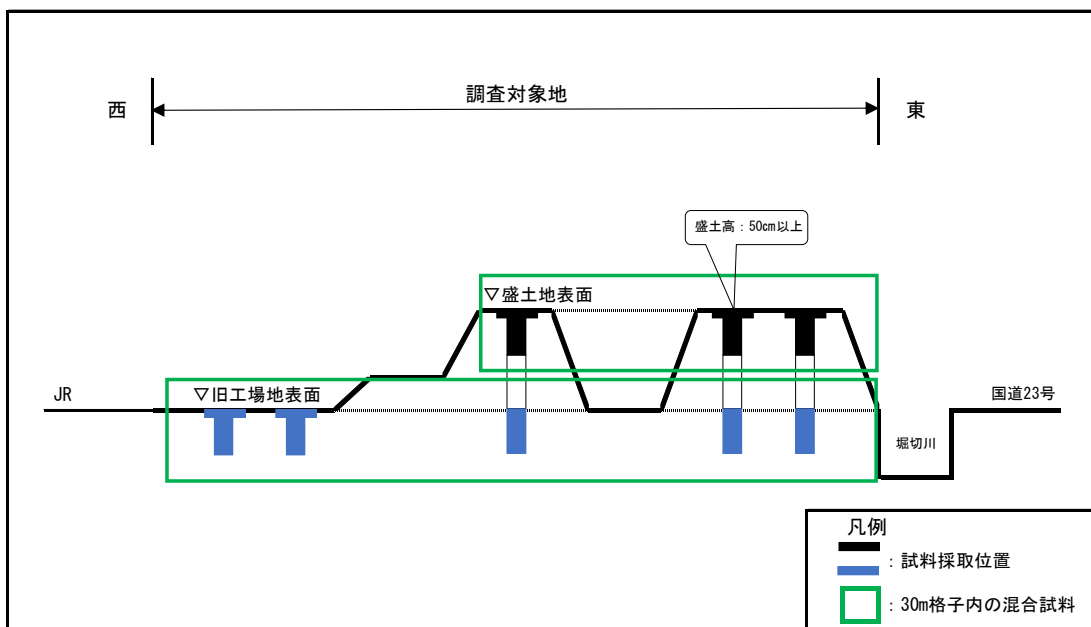 調査対象地
西
東
盛土高：50cm以上
▽盛土地表面
▽旧工場地表面
JR
国道23号
堀切川
凡例
：試料採取位置
：30m格子内の混合試料